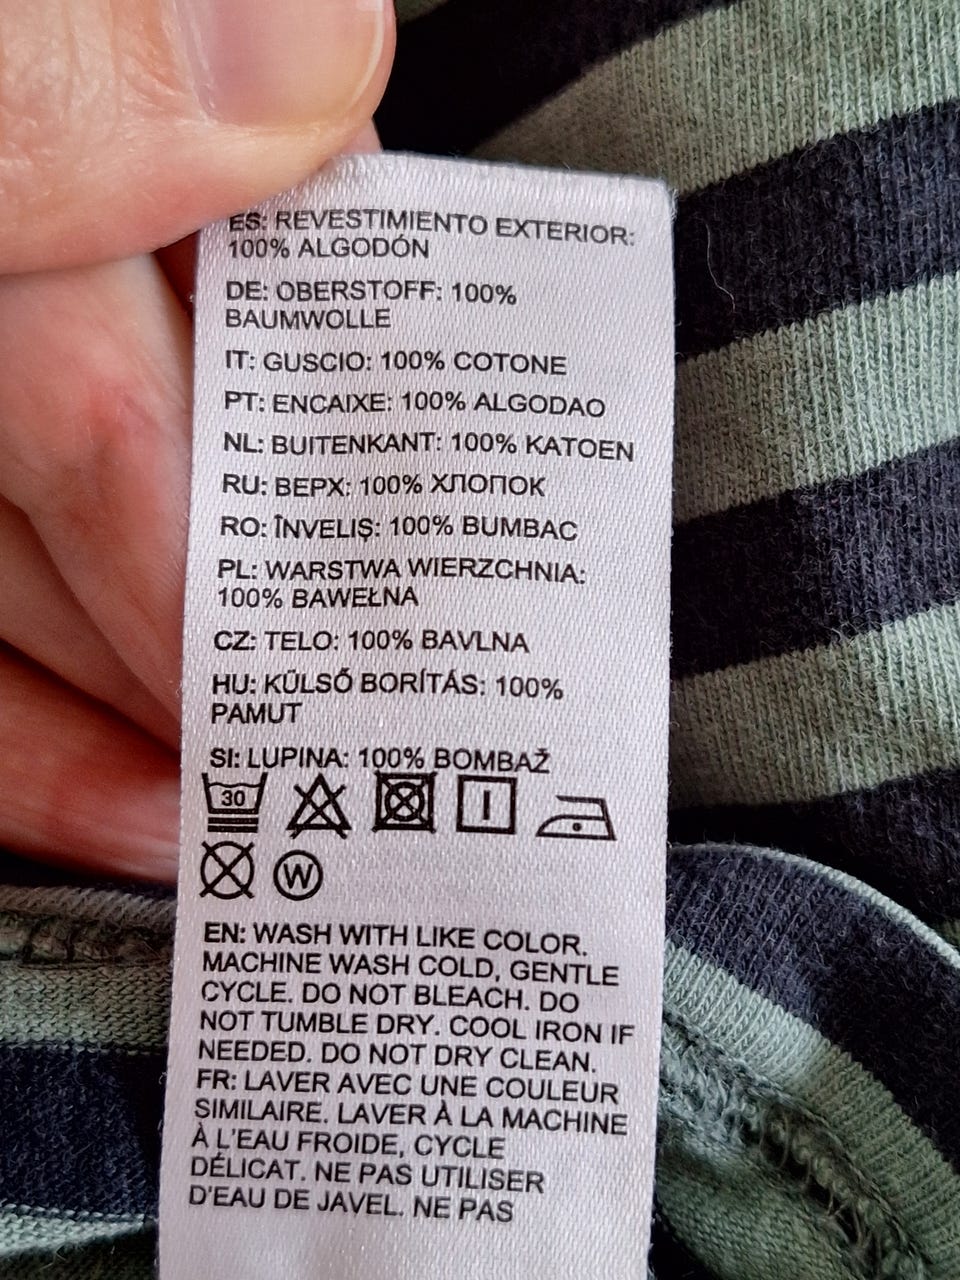 ES: REVESTIMIENTO EXTERIOR:
100% ALGODÓN
DE: OBERSTOFF: 100%
BAUMWOLLE
IT: GUSCIO: 100% COTONE
PT: ENCAIXE: 100% ALGODAO
NL: BUITENKANT: 100% KATOEN
RU: ВЕРХ: 100% ХЛОПОК
RO: ÎNVELIȘ: 100% BUMBAC
PL: WARSTWA WIERZCHNIA:
100% BAWEŁNA
CZ: TELO: 100% BAVLNA
HU: KÜLSŐ BORÍTÁS: 100%
PAMUT
SI: LUPINA: 100% BOMBAŽ
30
W
EN: WASH WITH LIKE COLOR.
MACHINE WASH COLD, GENTLE
CYCLE. DO NOT BLEACH. DO
NOT TUMBLE DRY. COOL IRON IF
NEEDED. DO NOT DRY CLEAN.
FR: LAVER AVEC UNE COULEUR
SIMILAIRE. LAVER À LA MACHINE
À L'EAU FROIDE, CYCLE
DÉLICAT. NE PAS UTILISER
D'EAU DE JAVEL. NE PAS